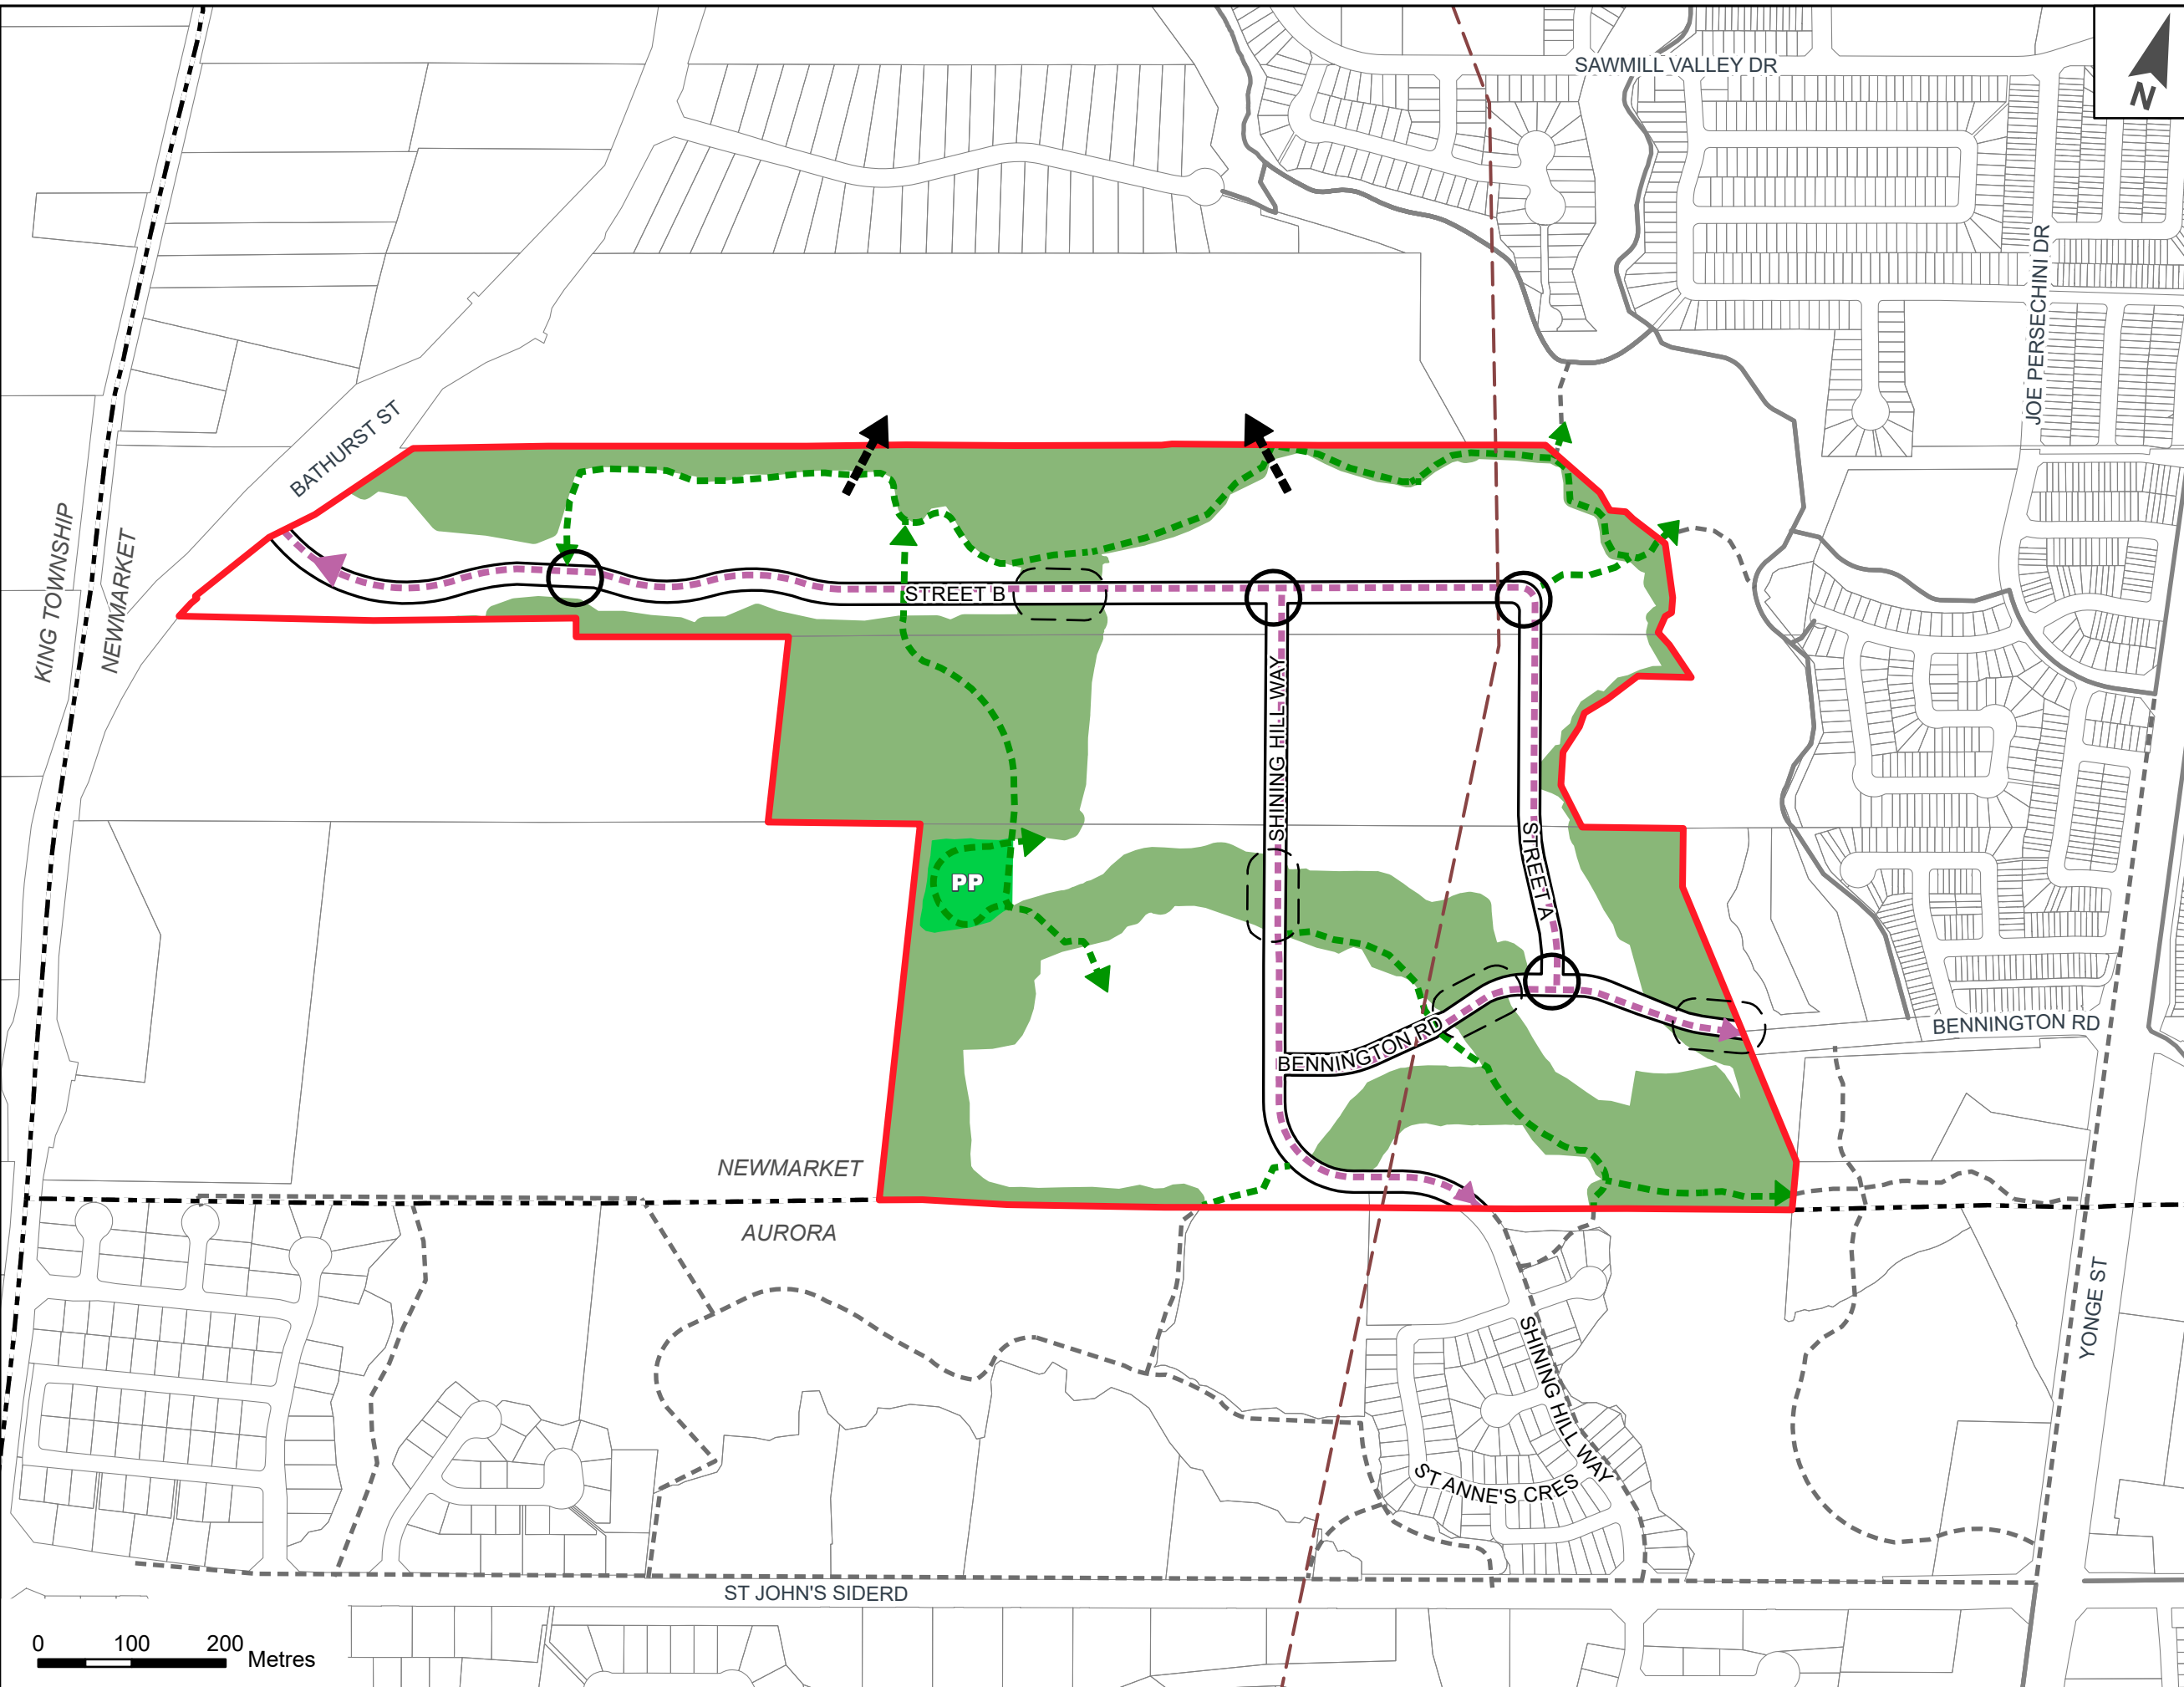 SAWMILL VALLEY DR
N
JOE PERSECHINI DR
BATHURST ST
KING TOWNSHIP
NEWMARKET
STREET B
SHINING HILL WAY
STREET A
PP
BENNINGTON RD
BENNINGTON RD
NEWMARKET
AURORA
YONGE ST
SHINING HILL WAY
ST ANNE'S CRES
ST JOHN'S SIDERD
0 100 200 Metres